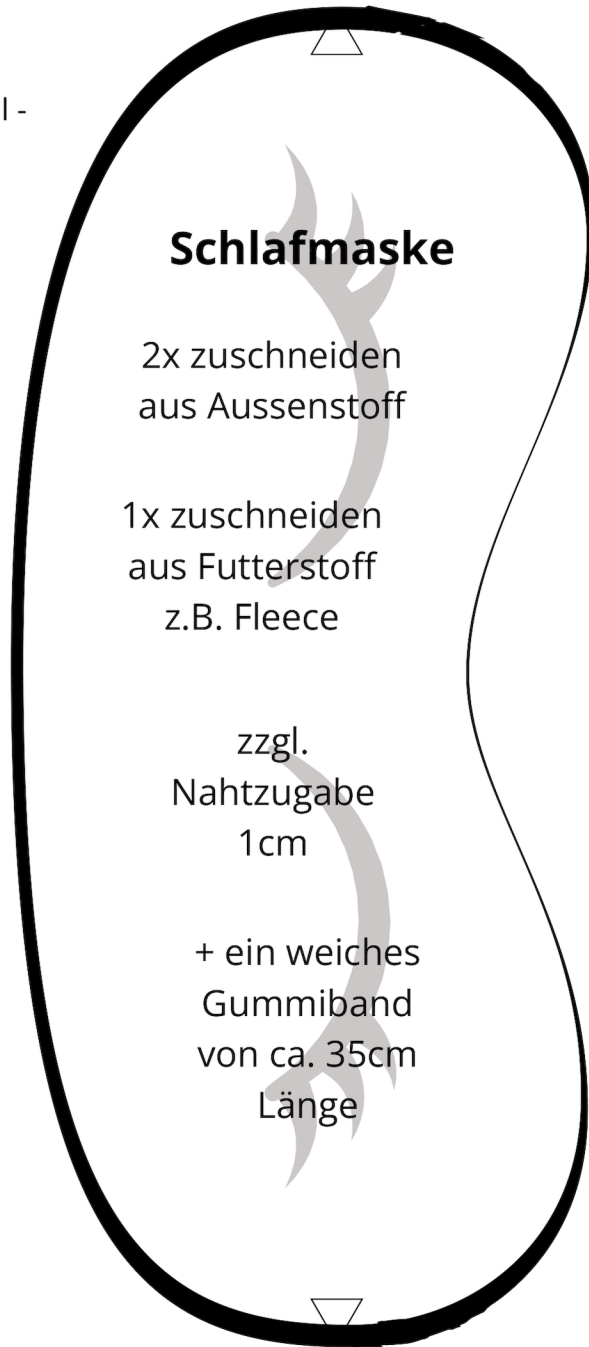 l -
Schlafmaske
2x zuschneiden
aus Aussenstoff
1x zuschneiden
aus Futterstoff
z.B. Fleece
zzgl.
Nahtzugabe
1cm
+ ein weiches
Gummiband
von ca. 35cm
Länge